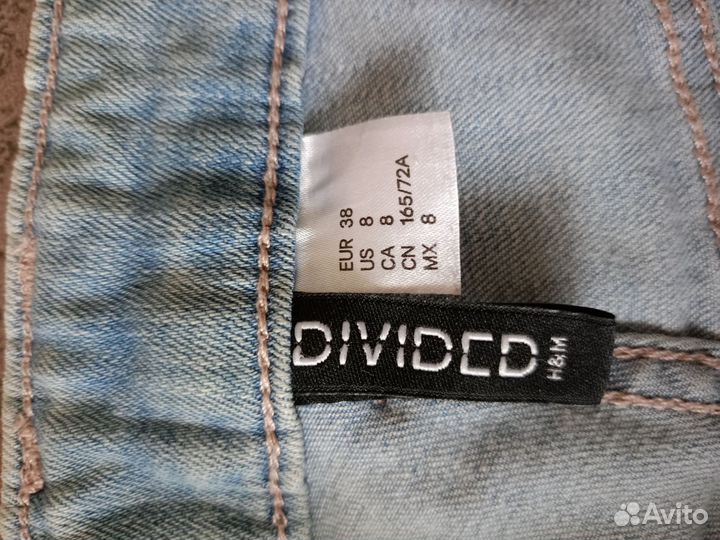 EUR 38
US 8
CA 8
CN 165/72A
MX 8
DIVIDED
H&M
Avito